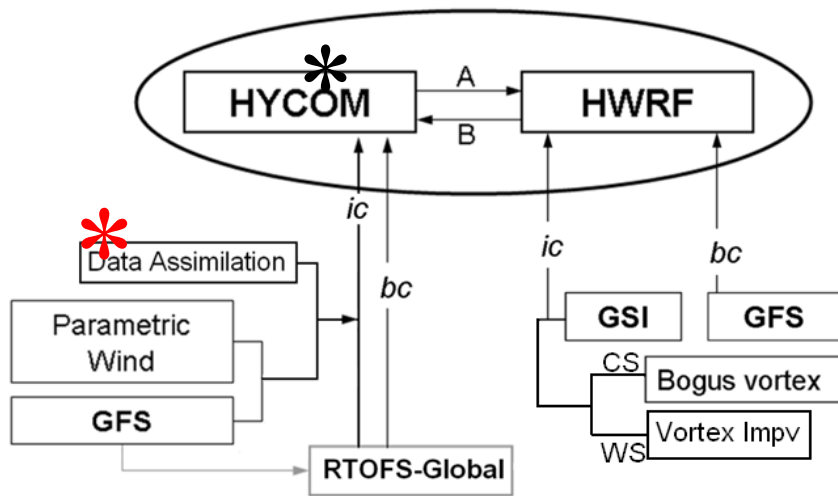 HYCOM
A
HWRF
B
ic
bc
ic
bc
Data Assimilation
Parametric
Wind
GFS
RTOFS-Global
GSI
GFS
CS
Bogus vortex
WS
Vortex Impv